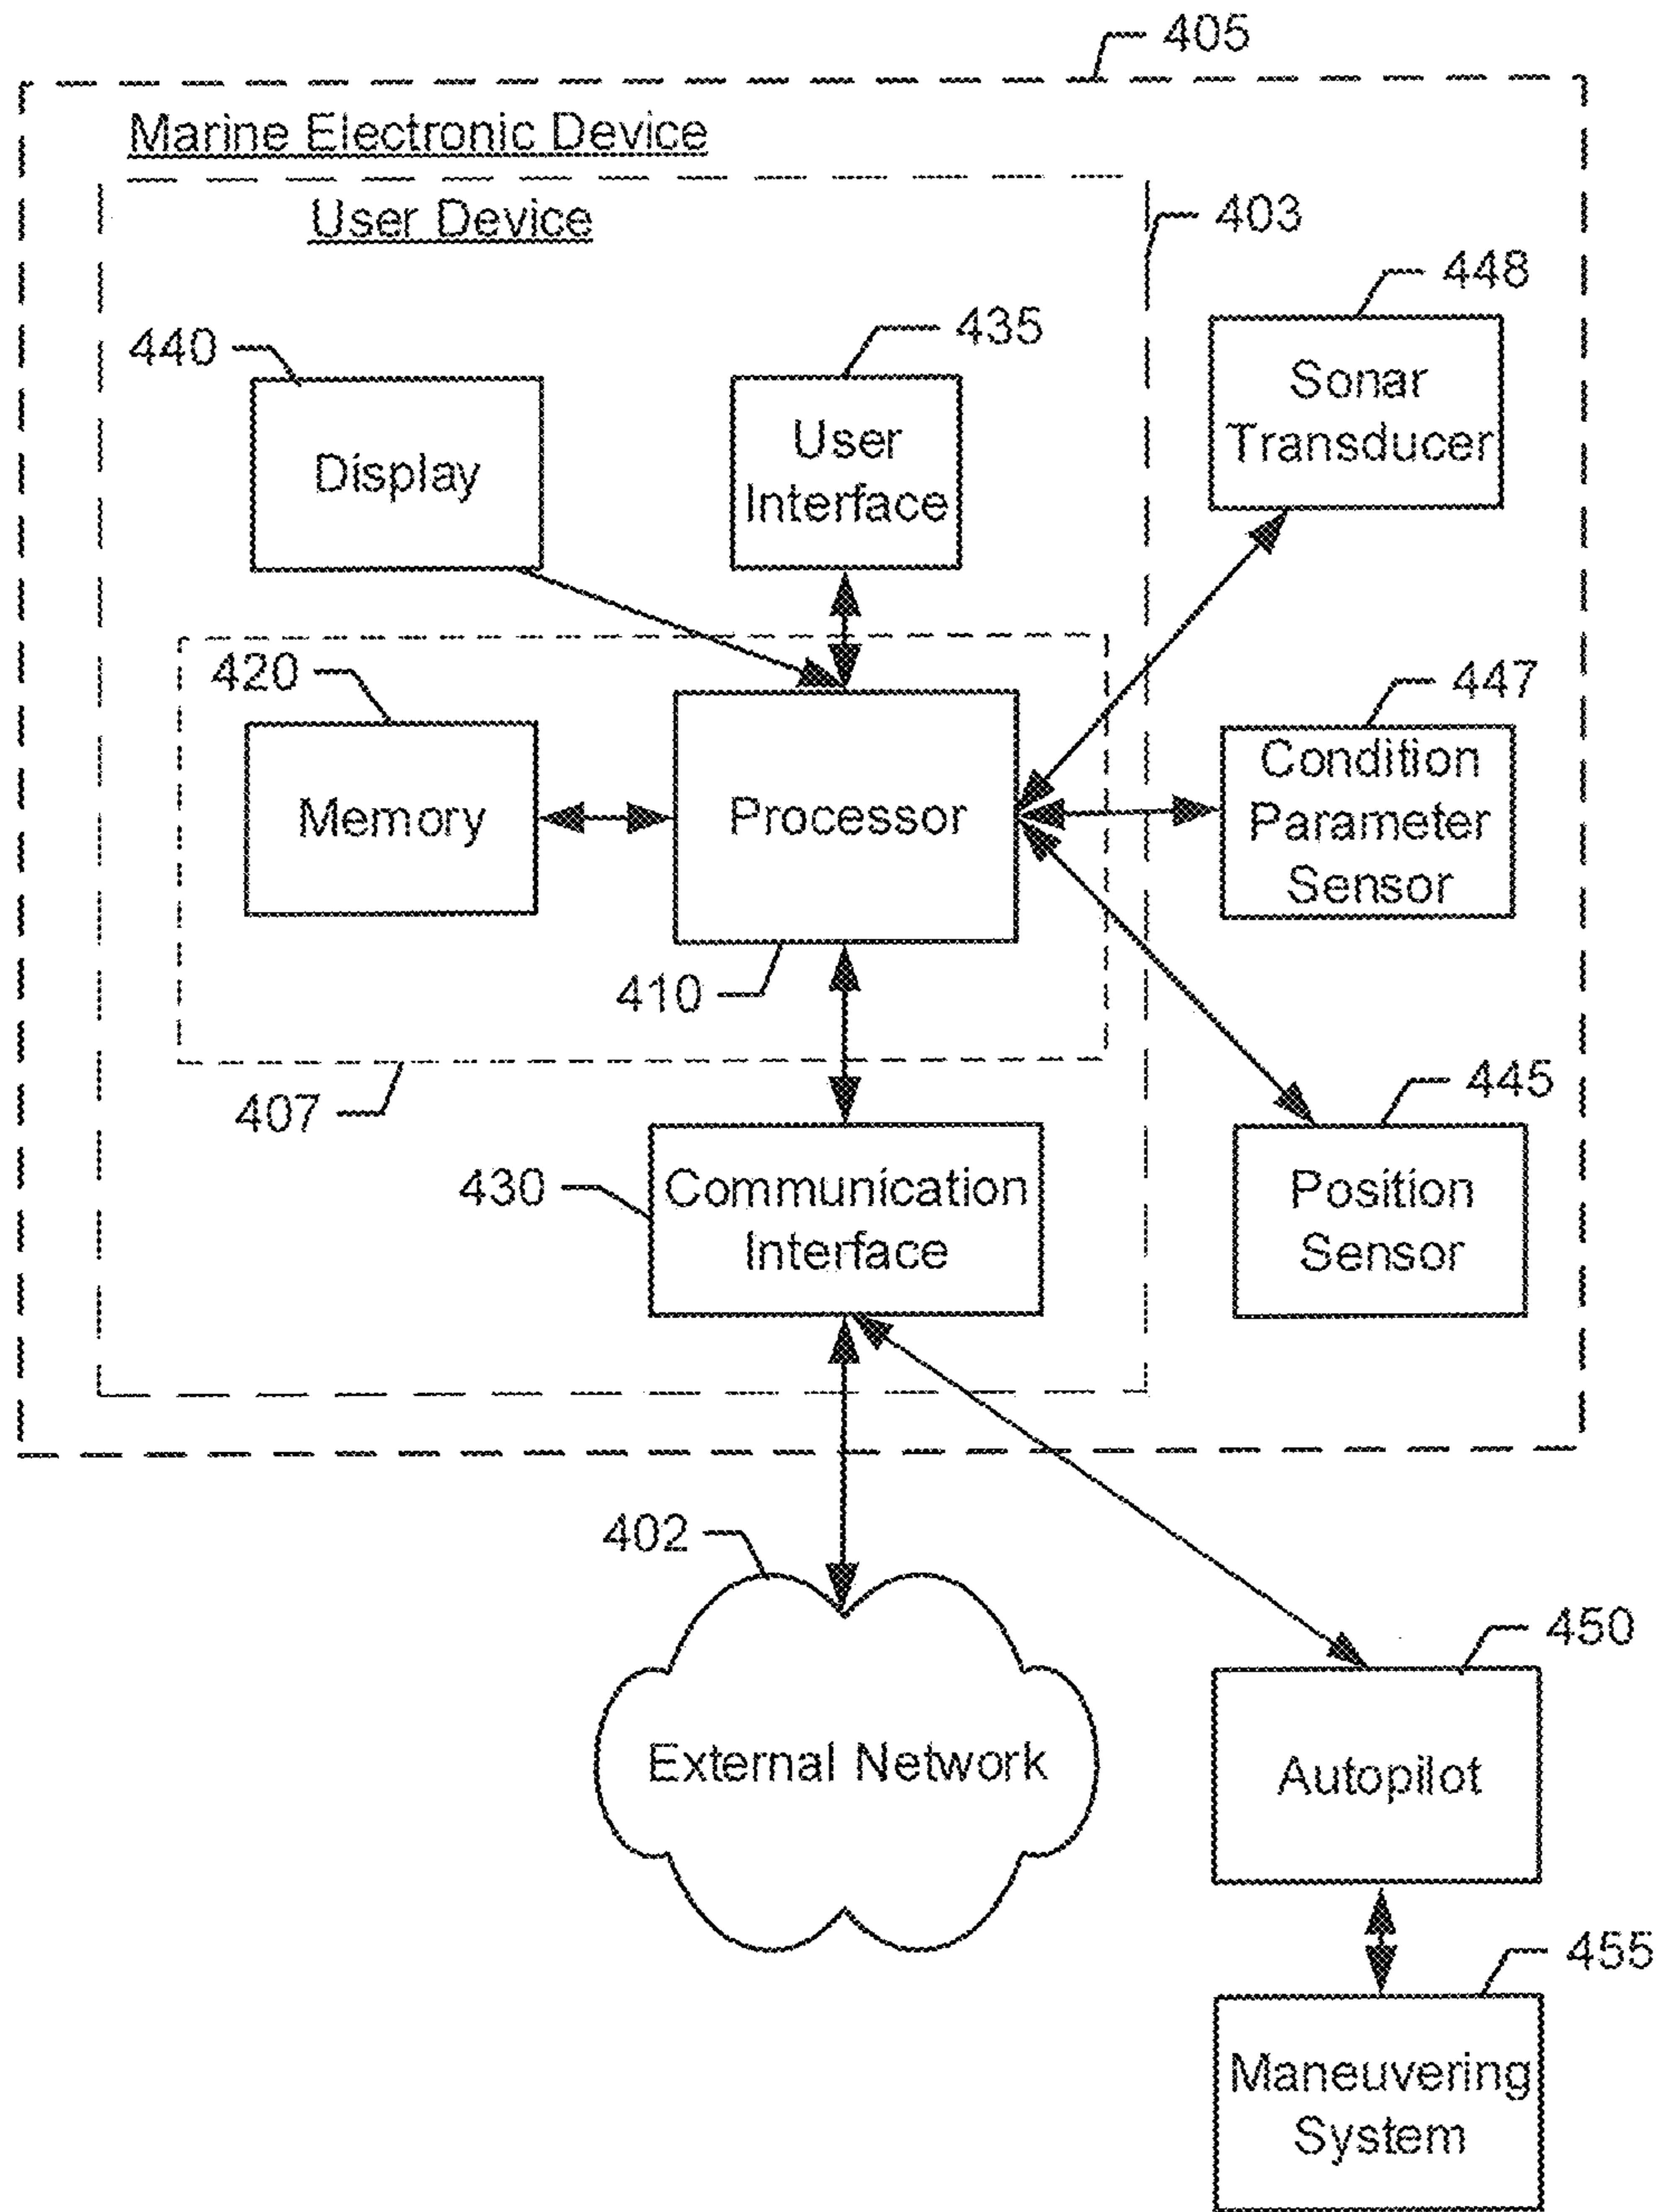 405
Marine Electronic Device
User Device
403
448
440
435
Sonar
Transducer
Display
User
Interface
420
447
Memory
Processor
Condition
Parameter
Sensor
410
407
445
430
Communication
Interface
Position
Sensor
402
450
External Network
Autopilot
455
Maneuvering
System